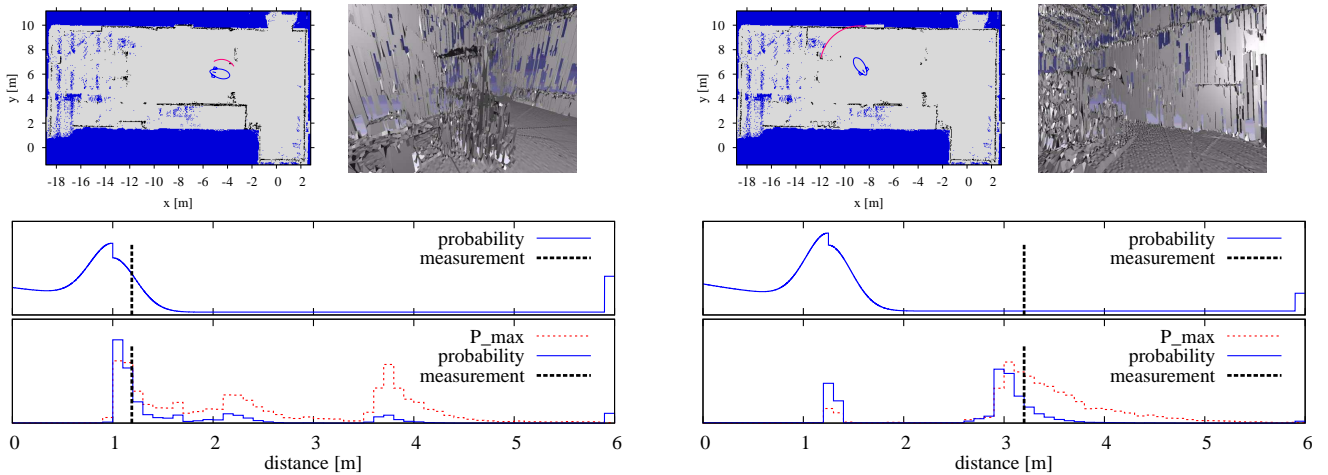 10
8
6
4
2
0
y [m]
-18 -16 -14 -12 -10 -8 -6 -4 -2 0 2
x [m]
probability
measurement
P_max
probability
measurement
0 1 2 3 4 5 6
distance [m]
10
8
6
4
2
0
y [m]
-18 -16 -14 -12 -10 -8 -6 -4 -2 0 2
x [m]
probability
measurement
P_max
probability
measurement
0 1 2 3 4 5 6
distance [m]